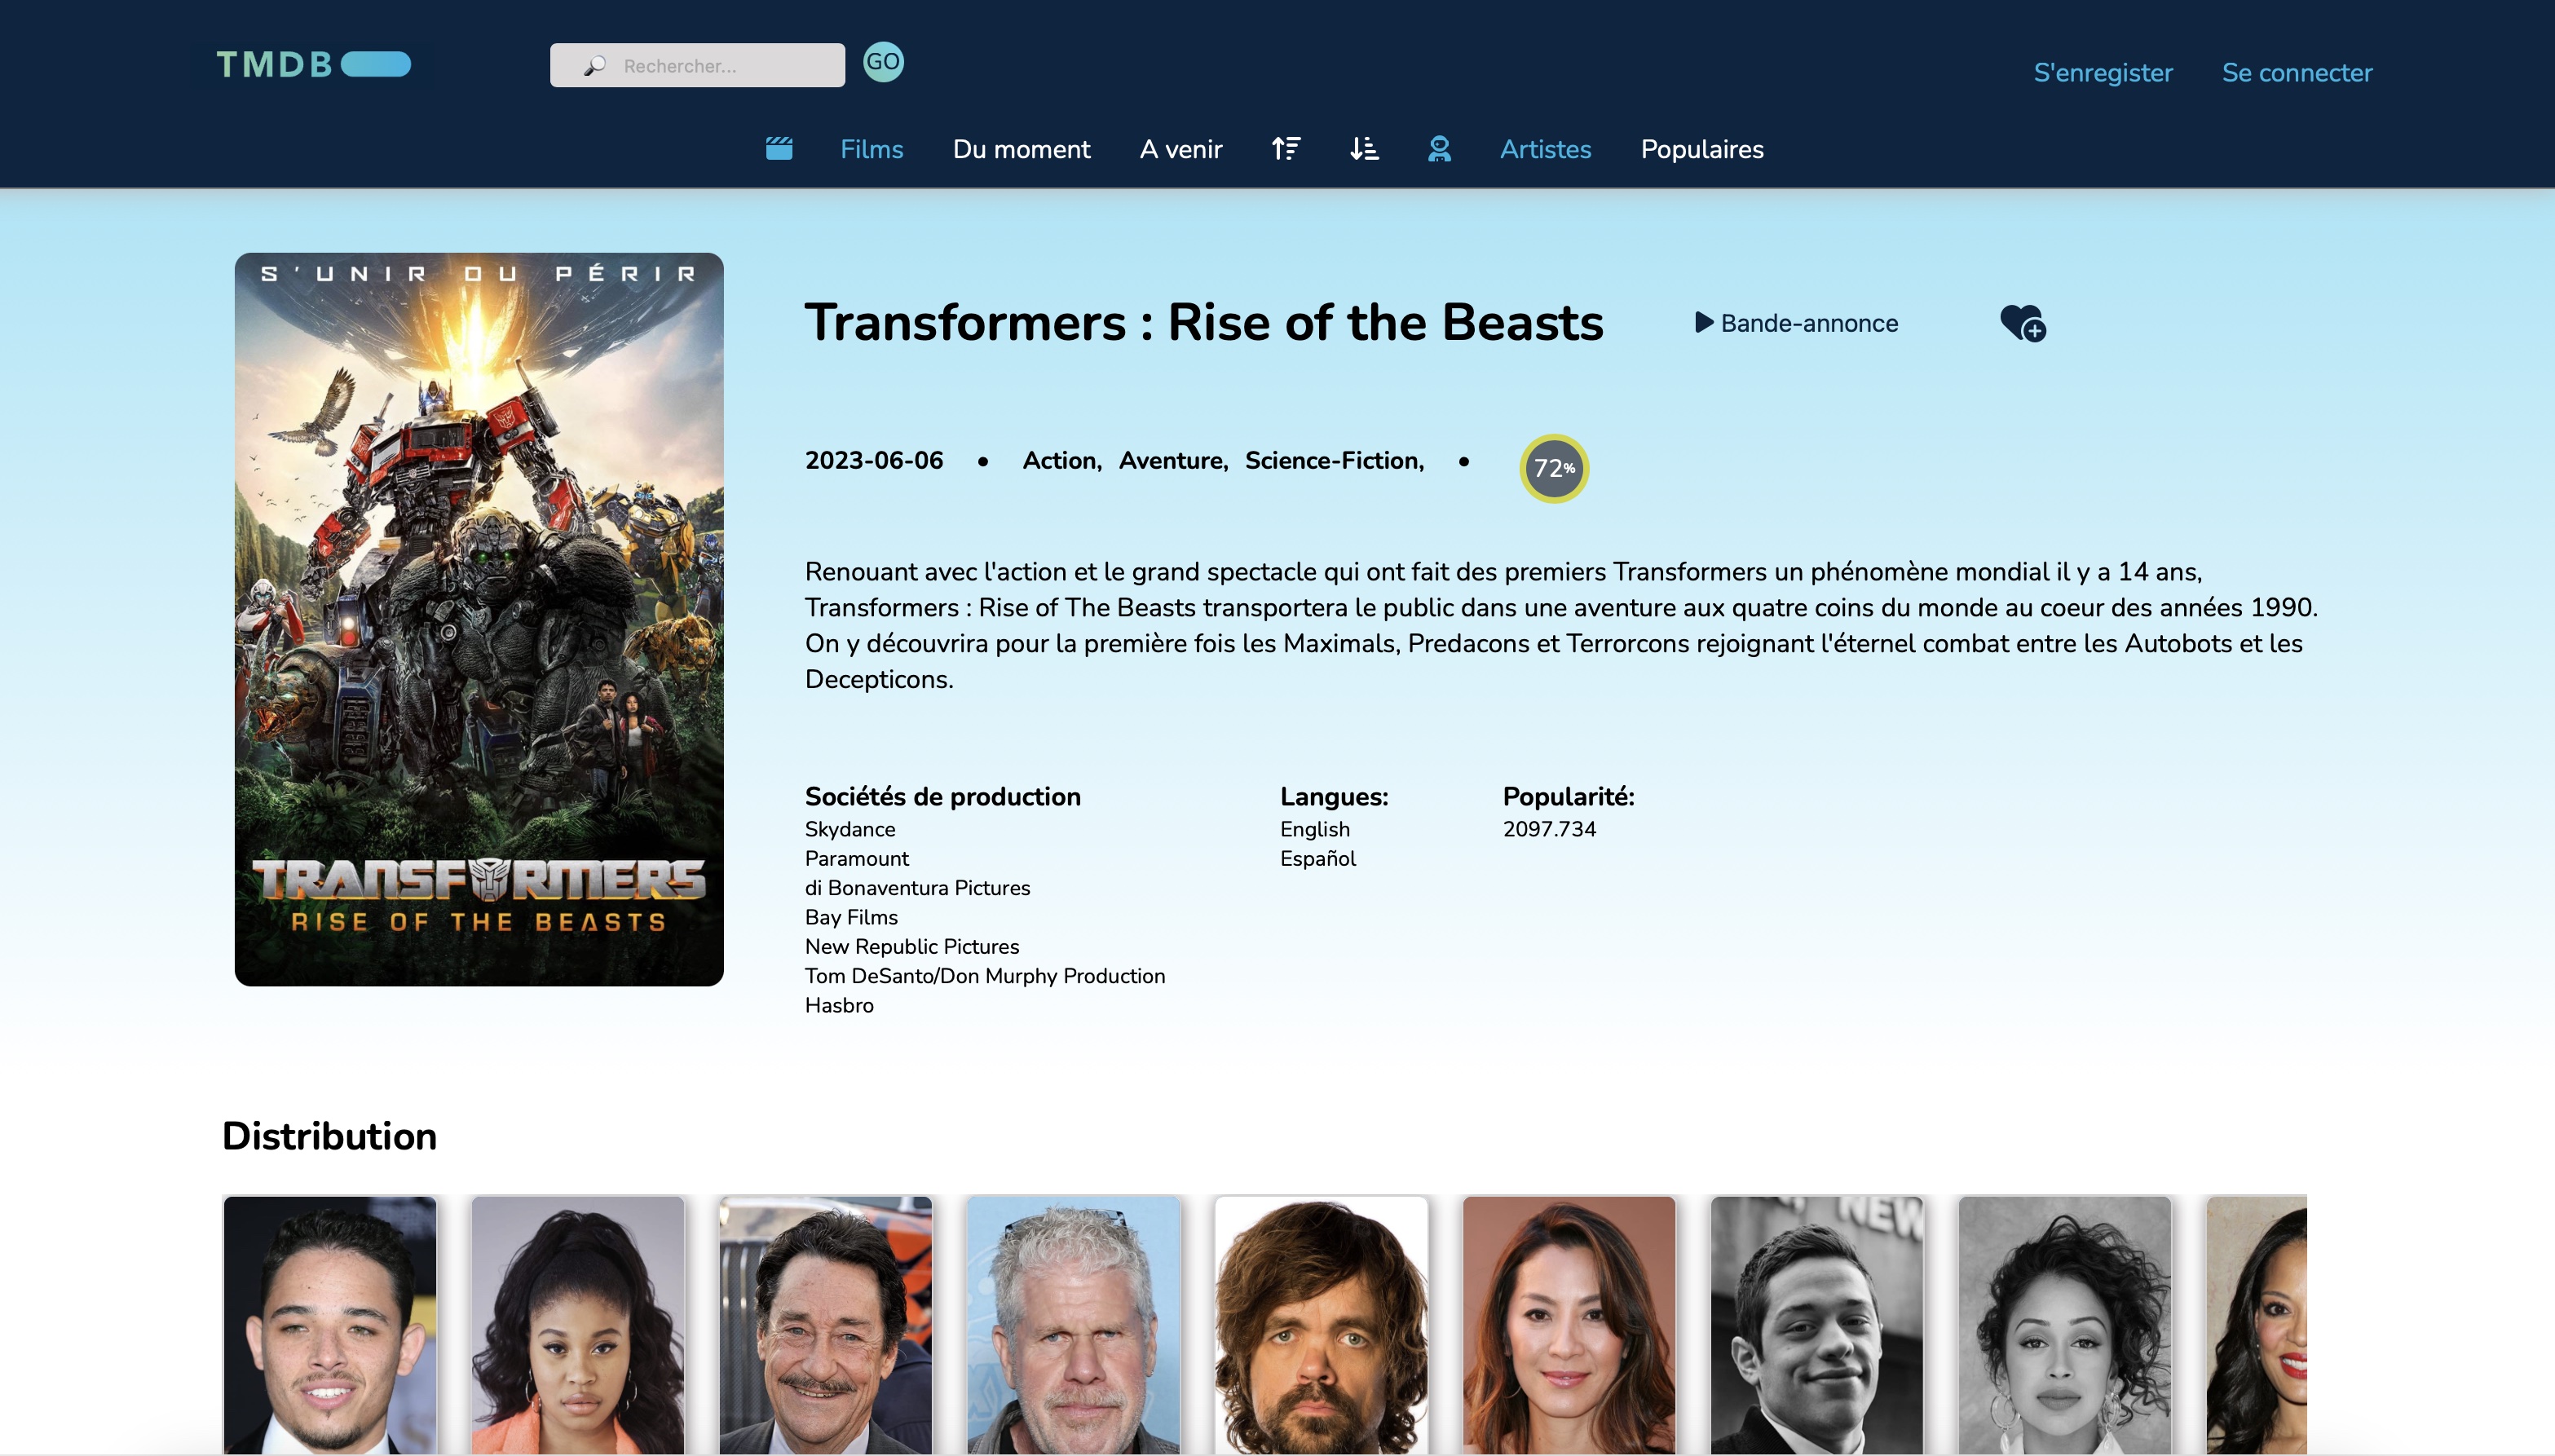 TMDB
Rechercher...
GO
S'enregister
Se connecter
Films
Du moment
A venir
Artistes
Populaires
S'UNIR OU PÉRIR
TRANSFORMERS
RISE OF THE BEASTS
Transformers : Rise of the Beasts
Bande-annonce
2023-06-06 • Action, Aventure, Science-Fiction, • 72%
Renouant avec l'action et le grand spectacle qui ont fait des premiers Transformers un phénomène mondial il y a 14 ans,
Transformers : Rise of The Beasts transportera le public dans une aventure aux quatre coins du monde au coeur des années 1990.
On y découvrira pour la première fois les Maximals, Predacons et Terrorcons rejoignant l'éternel combat entre les Autobots et les
Decepticons.
Sociétés de production
Skydance
Paramount
di Bonaventura Pictures
Bay Films
New Republic Pictures
Tom DeSanto/Don Murphy Production
Hasbro
Langues:
English
Español
Popularité:
2097.734
Distribution
NEW